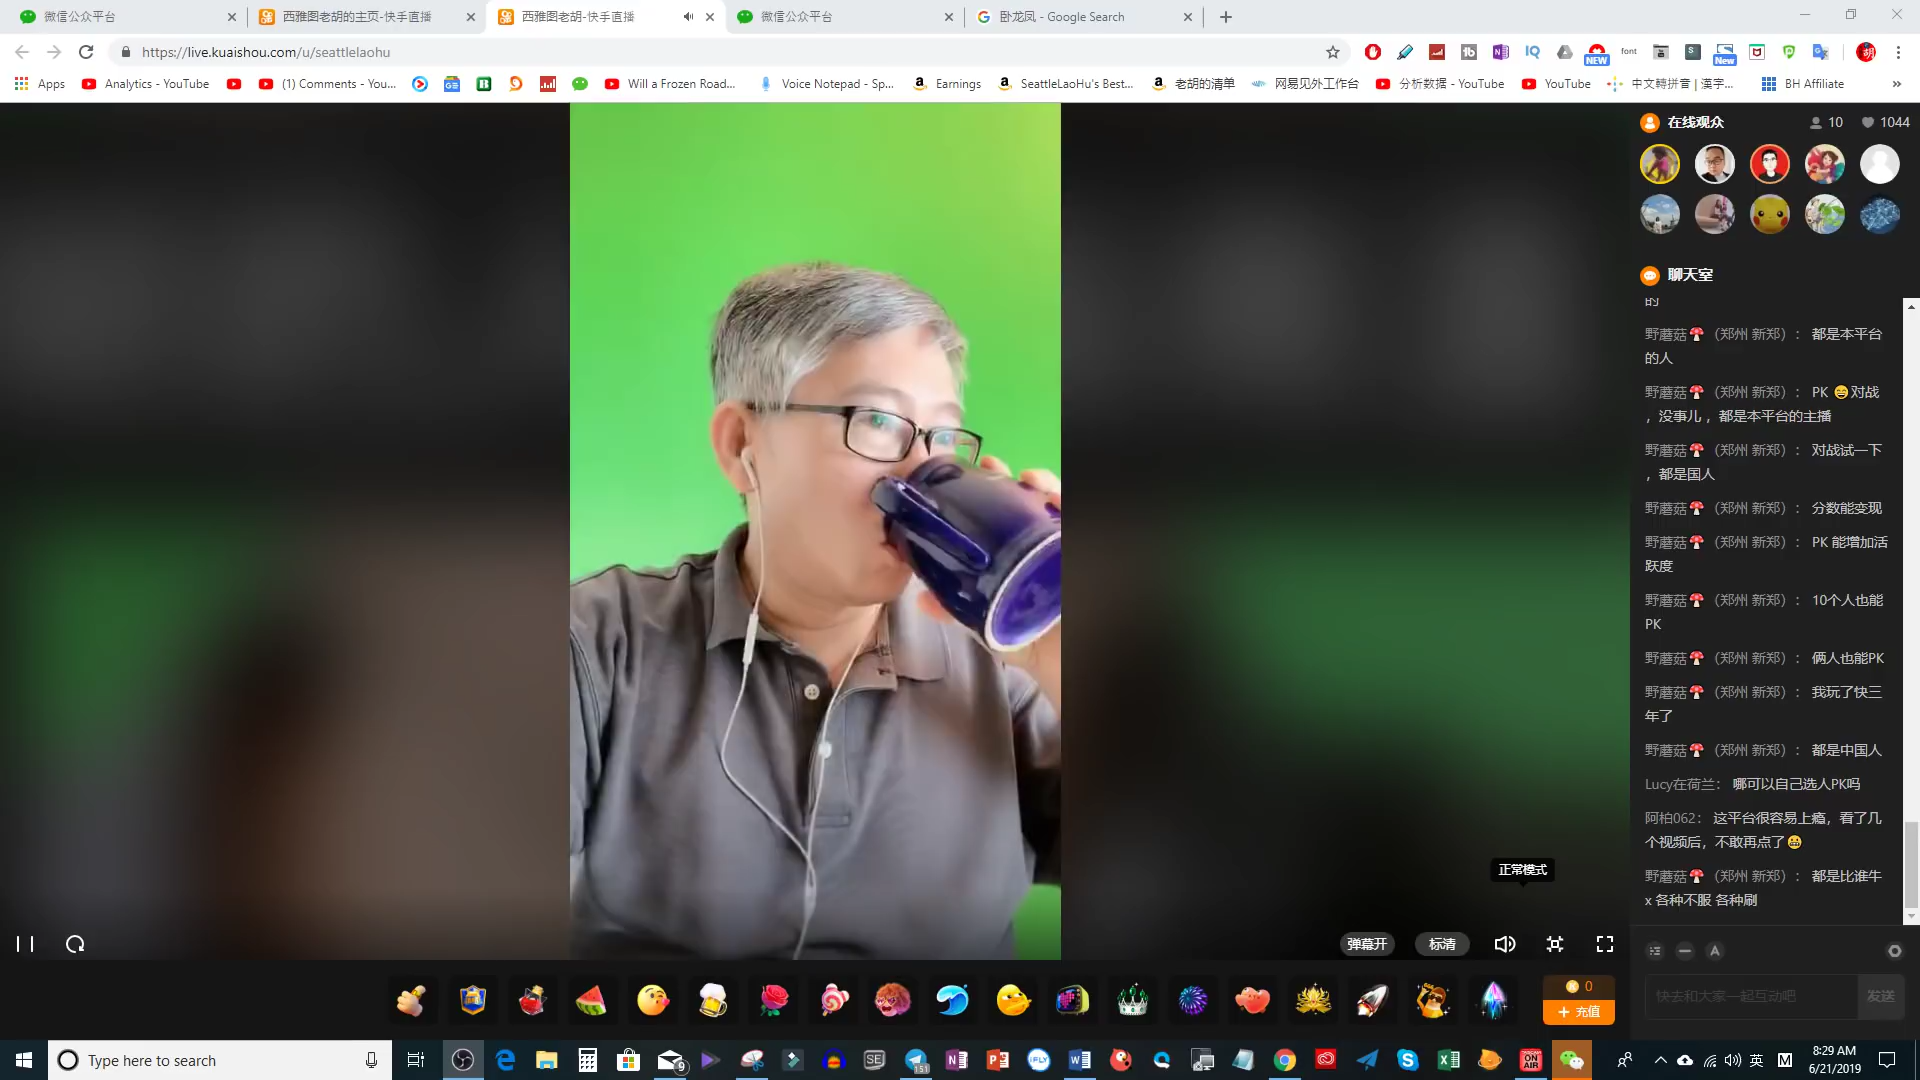 微信公众平台
西雅图老胡的主页-快手直播
西雅图老胡-快手直播
微信公众平台
卧龙凤 - Google Search
https://live.kuaishou.com/u/seattlelaohu
font
NEW
New
Apps
Analytics - YouTube
(1) Comments - You...
Will a Frozen Road...
Voice Notepad - Sp...
Earnings
SeattleLaoHu's Best...
老胡的清单
网易见外工作台
分析数据 - YouTube
YouTube
中文轉拼音 | 漢字...
BH Affiliate
在线观众
10
1044
聊天室
的
野蘑菇🍄（郑州 新郑）： 都是本平台
的人
野蘑菇🍄（郑州 新郑）： PK 😄对战
，没事儿 ，都是本平台的主播
野蘑菇🍄（郑州 新郑）： 对战试一下
，都是国人
野蘑菇🍄（郑州 新郑）： 分数能变现
野蘑菇🍄（郑州 新郑）： PK 能增加活
跃度
野蘑菇🍄（郑州 新郑）： 10个人也能
PK
野蘑菇🍄（郑州 新郑）： 俩人也能PK
野蘑菇🍄（郑州 新郑）： 我玩了快三
年了
野蘑菇🍄（郑州 新郑）： 都是中国人
Lucy在荷兰： 哪可以自己选人PK吗
阿柏062： 这平台很容易上瘾，看了几
个视频后，不敢再点了😬
野蘑菇🍄（郑州 新郑）： 都是比谁牛
x 各种不服 各种刷
正常模式
弹幕开
标清
0
+ 充值
快去和大家一起互动吧
发送
Type here to search
9
151
英
8:29 AM
6/21/2019